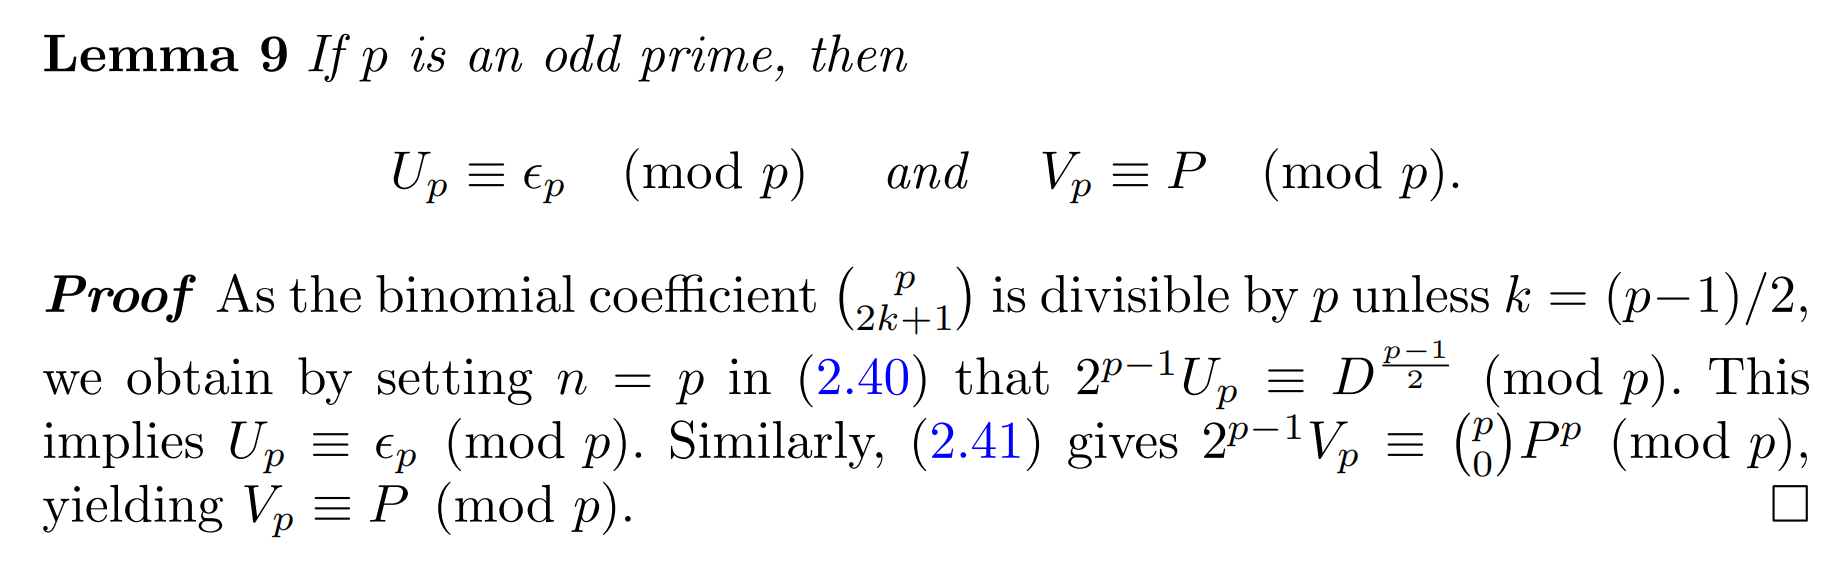 Lemma 9 If p is an odd prime, then
U_p ≡ ϵ_p (mod p) and V_p ≡ P (mod p).
Proof As the binomial coefficient \binom{p}{2k+1} is divisible by p unless k = (p−1)/2,
we obtain by setting n = p in (2.40) that 2^{p−1}U_p ≡ D^{\frac{p−1}{2}} (mod p). This
implies U_p ≡ ϵ_p (mod p). Similarly, (2.41) gives 2^{p−1}V_p ≡ \binom{p}{0}P^p (mod p),
yielding V_p ≡ P (mod p). □